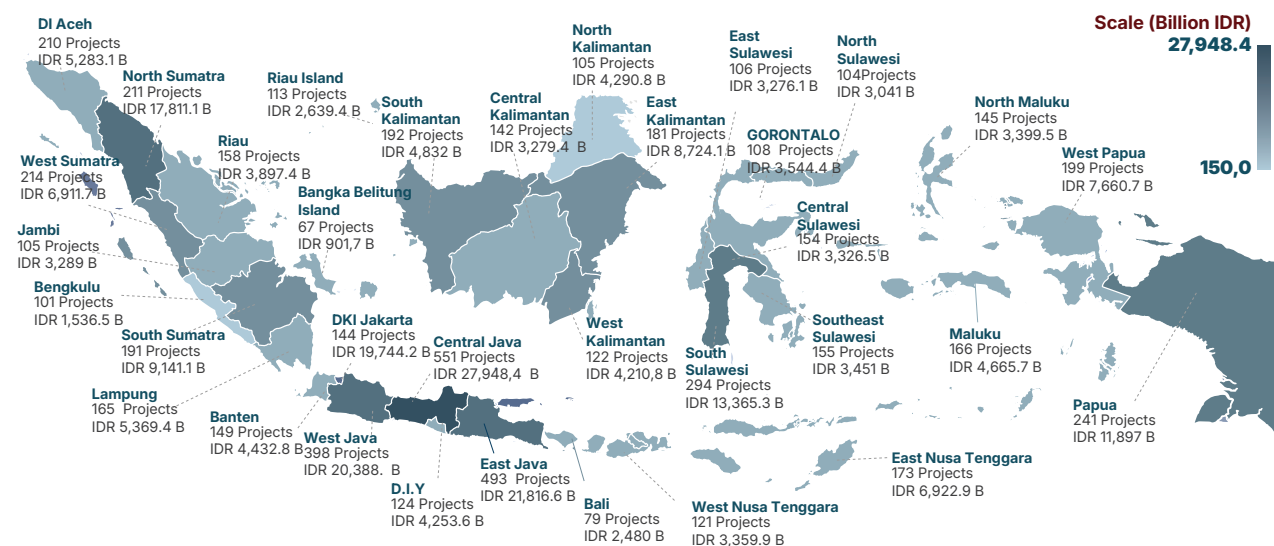 Scale (Billion IDR)
27,948.4
150,0
DI Aceh
210 Projects
IDR 5,283.1 B
North Sumatra
211 Projects
IDR 17,811.1 B
Riau Island
113 Projects
IDR 2,639.4 B
Riau
158 Projects
IDR 3,897.4 B
West Sumatra
214 Projects
IDR 6,911.7 B
Bangka Belitung
Island
67 Projects
IDR 901,7 B
Jambi
105 Projects
IDR 3,289 B
Bengkulu
101 Projects
IDR 1,536.5 B
South Sumatra
191 Projects
IDR 9,141.1 B
Lampung
165 Projects
IDR 5,369.4 B
Banten
149 Projects
IDR 4,432.8 B
DKI Jakarta
144 Projects
IDR 19,744.2 B
West Java
398 Projects
IDR 20,388. B
Central Java
551 Projects
IDR 27,948,4 B
D.I.Y
124 Projects
IDR 4,253.6 B
East Java
493 Projects
IDR 21,816.6 B
Bali
79 Projects
IDR 2,480 B
West Nusa Tenggara
121 Projects
IDR 3,359.9 B
East Nusa Tenggara
173 Projects
IDR 6,922.9 B
South
Kalimantan
192 Projects
IDR 4,832 B
Central
Kalimantan
142 Projects
IDR 3,279.4 B
North
Kalimantan
105 Projects
IDR 4,290.8 B
East
Kalimantan
181 Projects
IDR 8,724.1 B
West
Kalimantan
122 Projects
IDR 4,210,8 B
East
Sulawesi
106 Projects
IDR 3,276.1 B
North
Sulawesi
104Projects
IDR 3,041 B
GORONTALO
108 Projects
IDR 3,544.4 B
Central
Sulawesi
154 Projects
IDR 3,326.5 B
Southeast
Sulawesi
155 Projects
IDR 3,451 B
South
Sulawesi
294 Projects
IDR 13,365.3 B
North Maluku
145 Projects
IDR 3,399.5 B
Maluku
166 Projects
IDR 4,665.7 B
West Papua
199 Projects
IDR 7,660.7 B
Papua
241 Projects
IDR 11,897 B